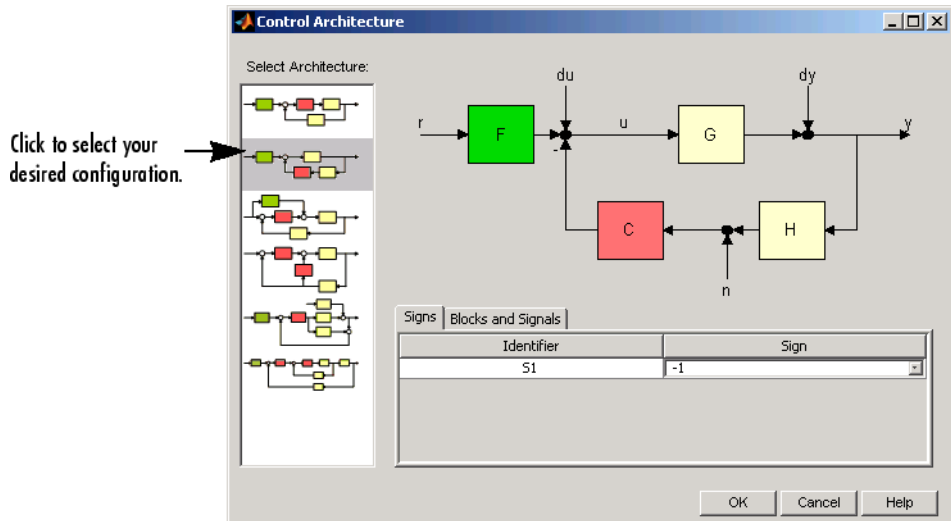 Control Architecture
Select Architecture:
Click to select your
desired configuration.
du
dy
r
F
u
G
y
-
C
H
n
Signs
Blocks and Signals
Identifier
Sign
S1
-1
OK
Cancel
Help